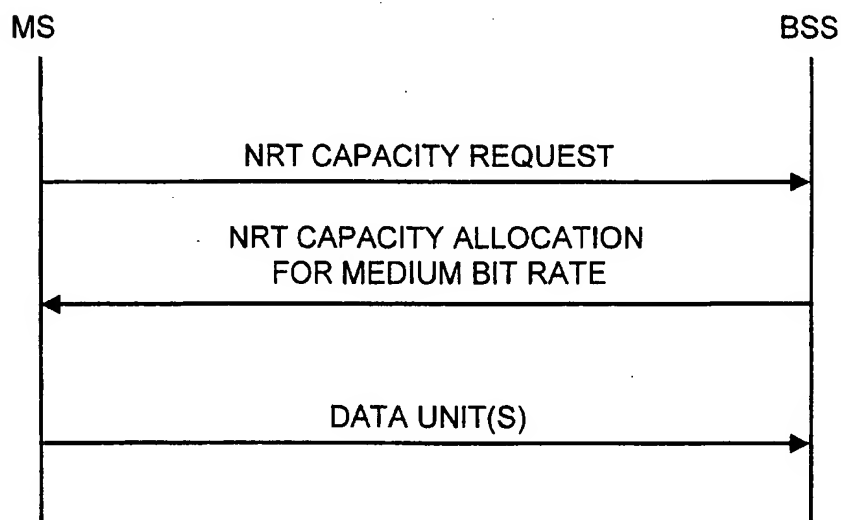 MS
BSS
NRT CAPACITY REQUEST
NRT CAPACITY ALLOCATION
FOR MEDIUM BIT RATE
DATA UNIT(S)